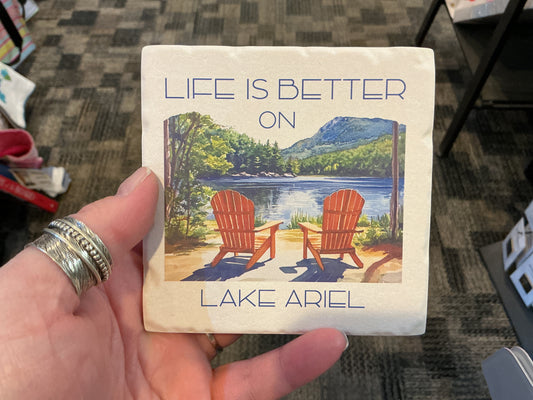 LIFE IS BETTER
ON
LAKE ARIEL